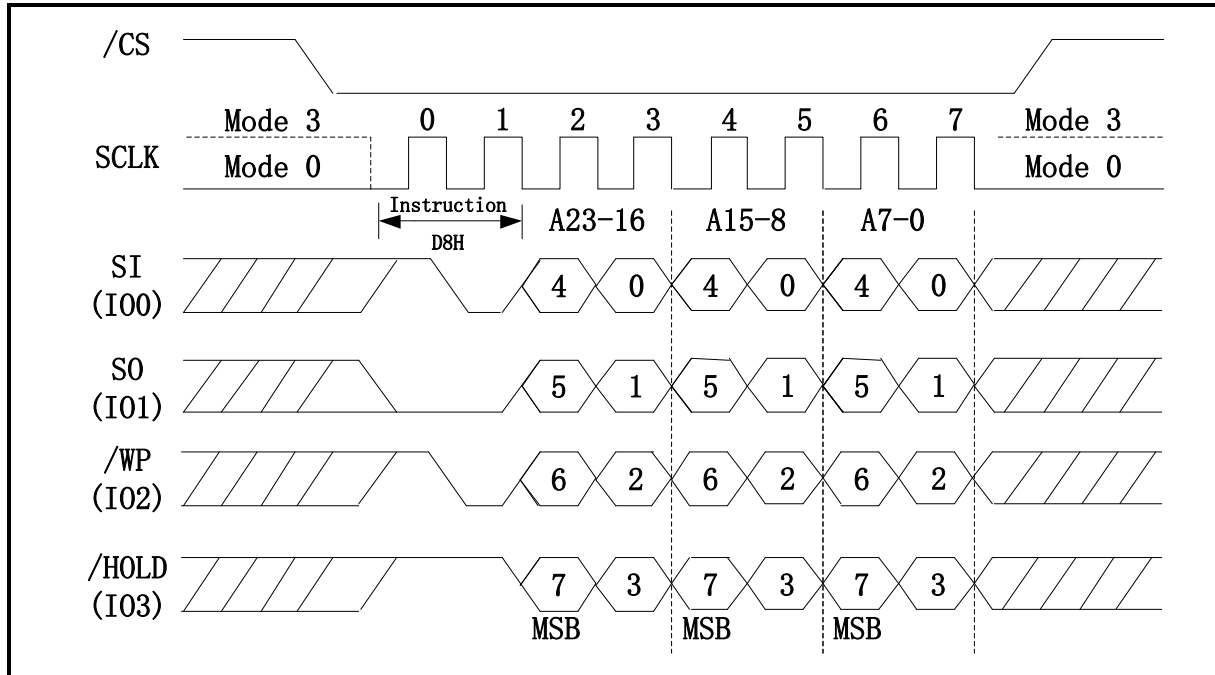 /CS
Mode 3 0 1 2 3 4 5 6 7 Mode 3
SCLK Mode 0 Mode 0
Instruction A23-16 A15-8 A7-0
D8H
SI
(IO0) 4 0 4 0 4 0
SO
(IO1) 5 1 5 1 5 1
/WP
(IO2) 6 2 6 2 6 2
/HOLD
(IO3) 7 3 7 3 7 3
MSB MSB MSB